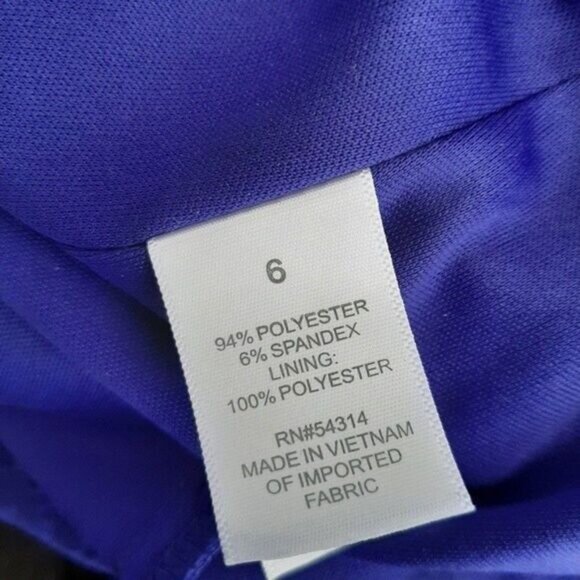 6
94% POLYESTER
6% SPANDEX
LINING:
100% POLYESTER
RN#54314
MADE IN VIETNAM
OF IMPORTED
FABRIC